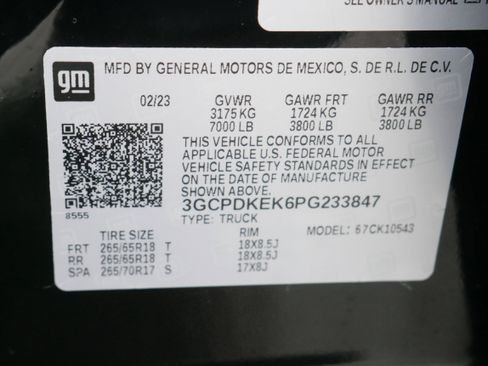 SEE OWNER'S MANUAL
gm
MFD BY GENERAL MOTORS DE MEXICO, S. DE R.L. DE C.V.
02/23 GVWR GAWR FRT GAWR RR
3175 KG 1724 KG 1724 KG
7000 LB 3800 LB 3800 LB
THIS VEHICLE CONFORMS TO ALL
APPLICABLE U.S. FEDERAL MOTOR
VEHICLE SAFETY STANDARDS IN EFFECT
ON THE DATE OF MANUFACTURE
SHOWN ABOVE.
8555
3GCPDKEK6PG233847
TYPE: TRUCK MODEL: 67CK10543
TIRE SIZE RIM
FRT 265/65R18 T 18X8.5J
RR 265/65R18 T 18X8.5J
SPA 265/70R17 S 17X8J